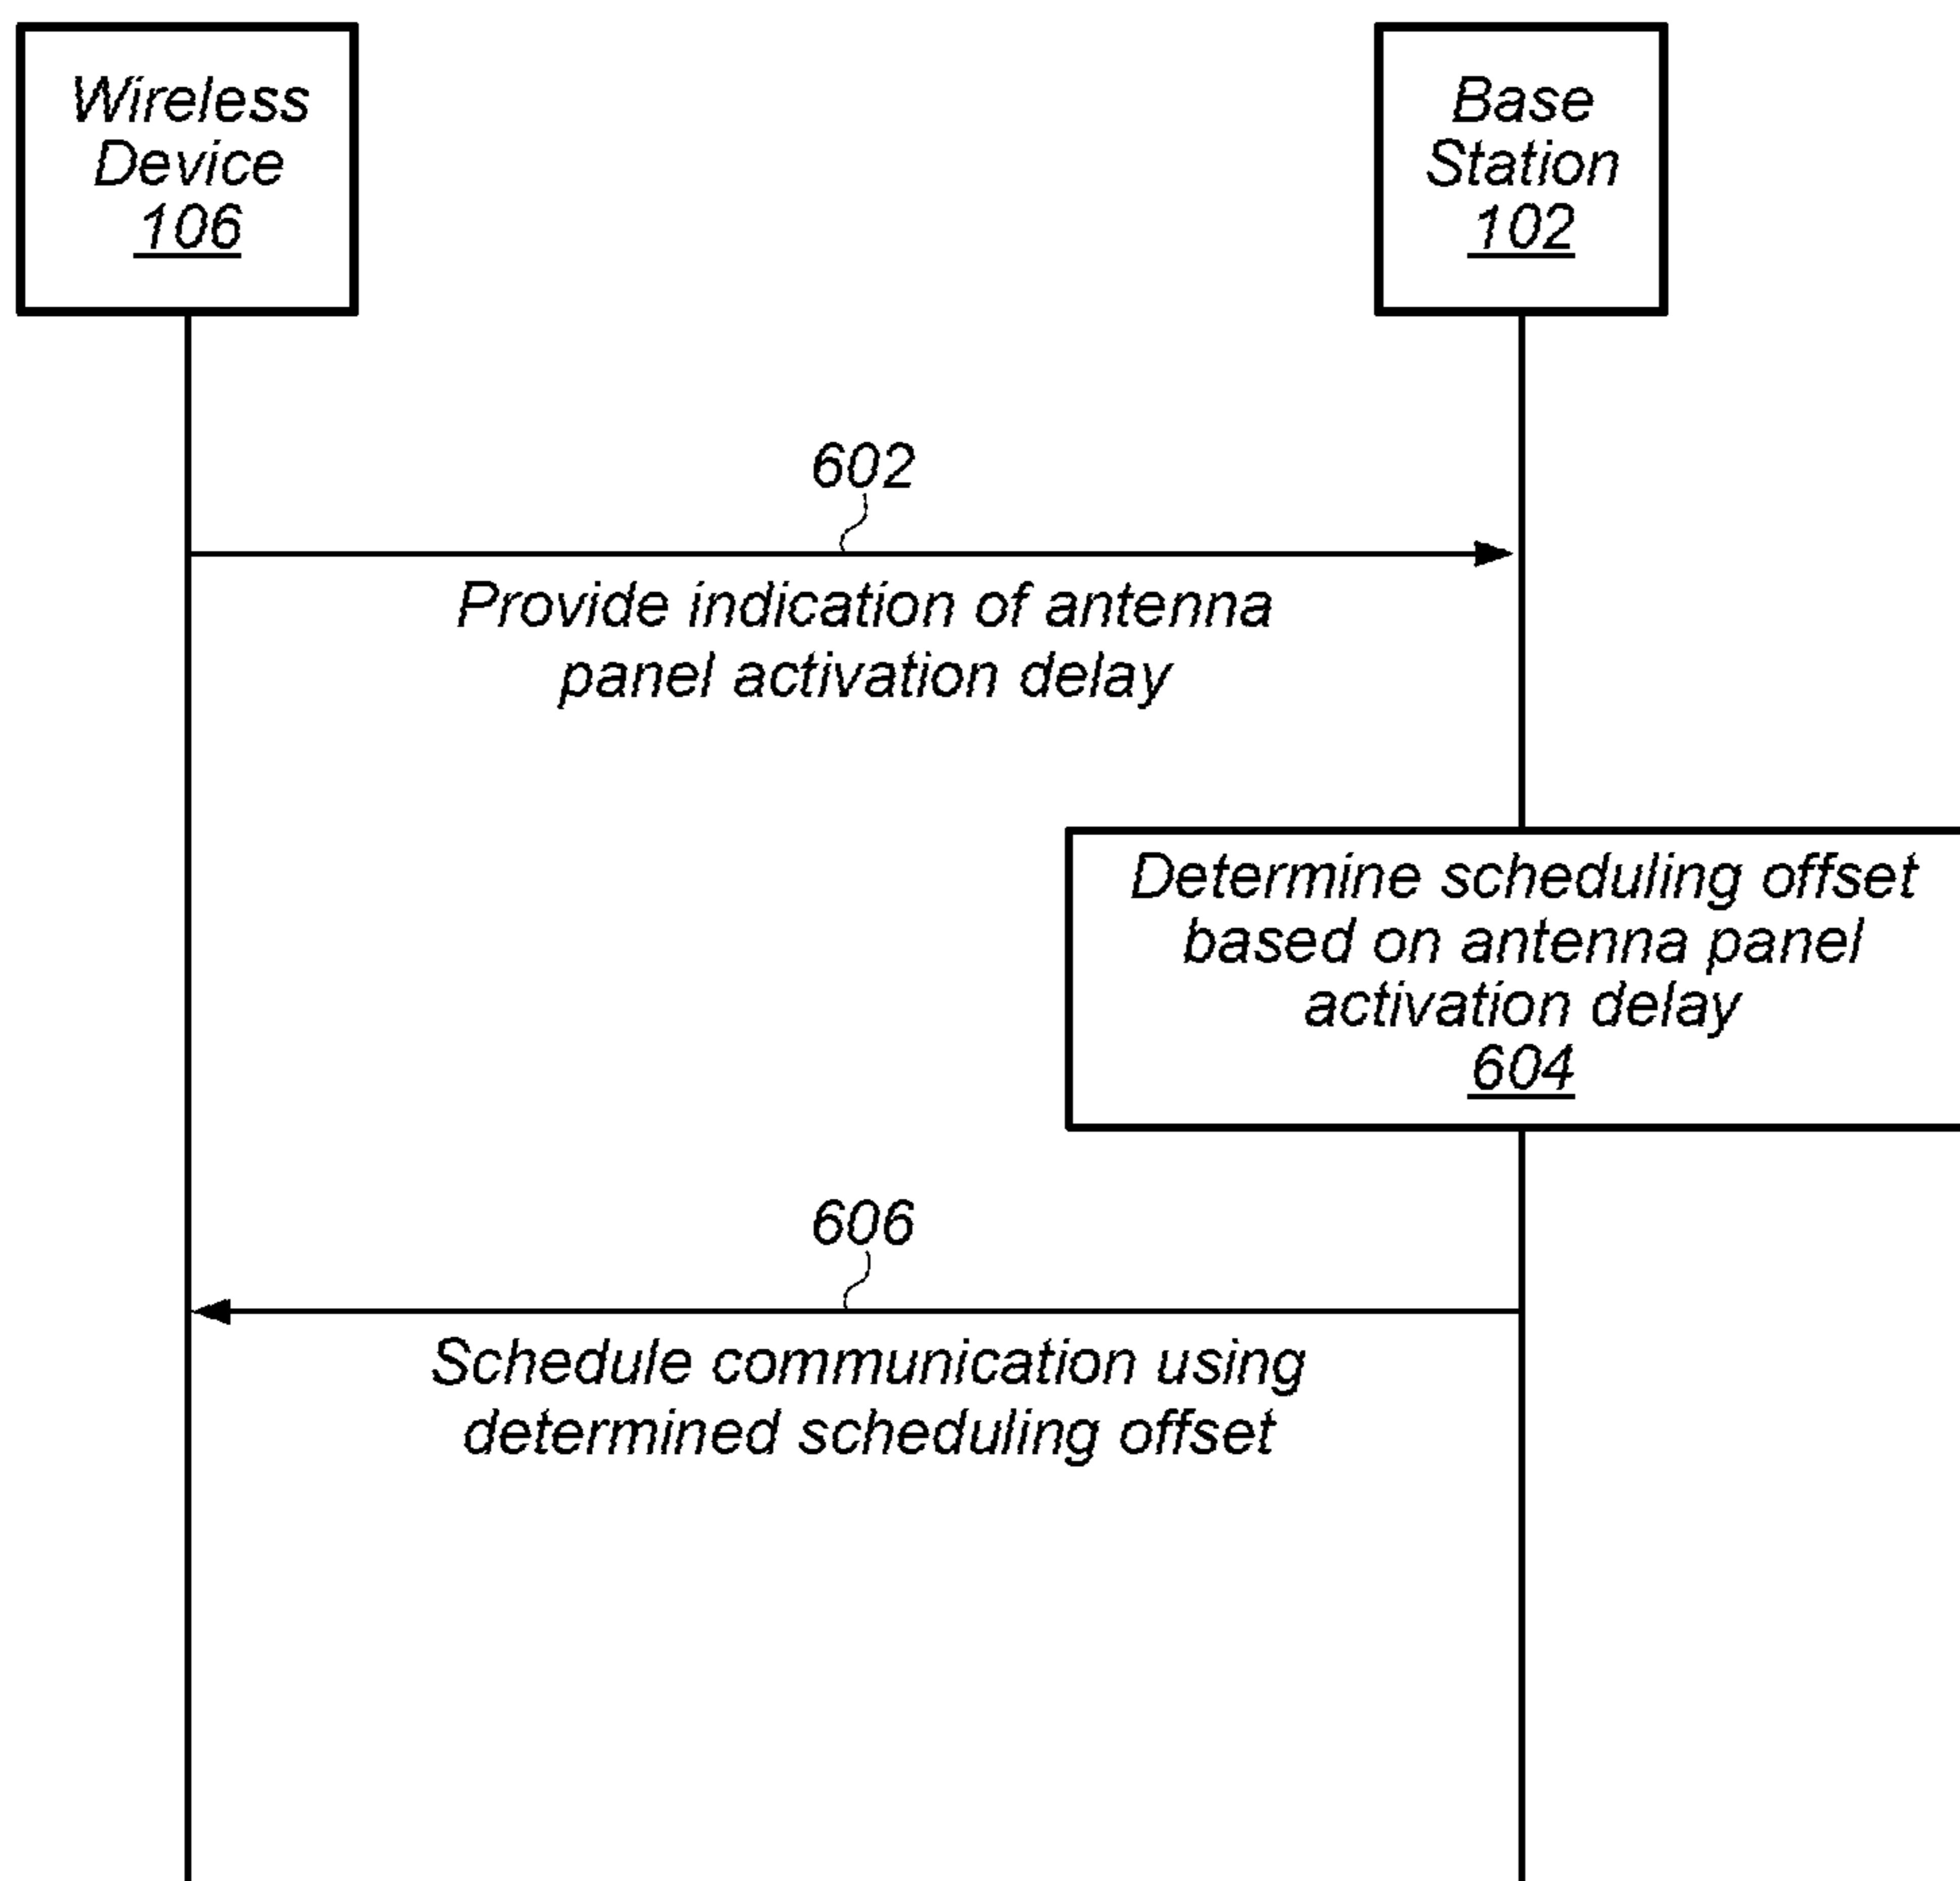 Wireless
Device
106
Base
Station
102
602
Provide indication of antenna
panel activation delay
Determine scheduling offset
based on antenna panel
activation delay
604
606
Schedule communication using
determined scheduling offset